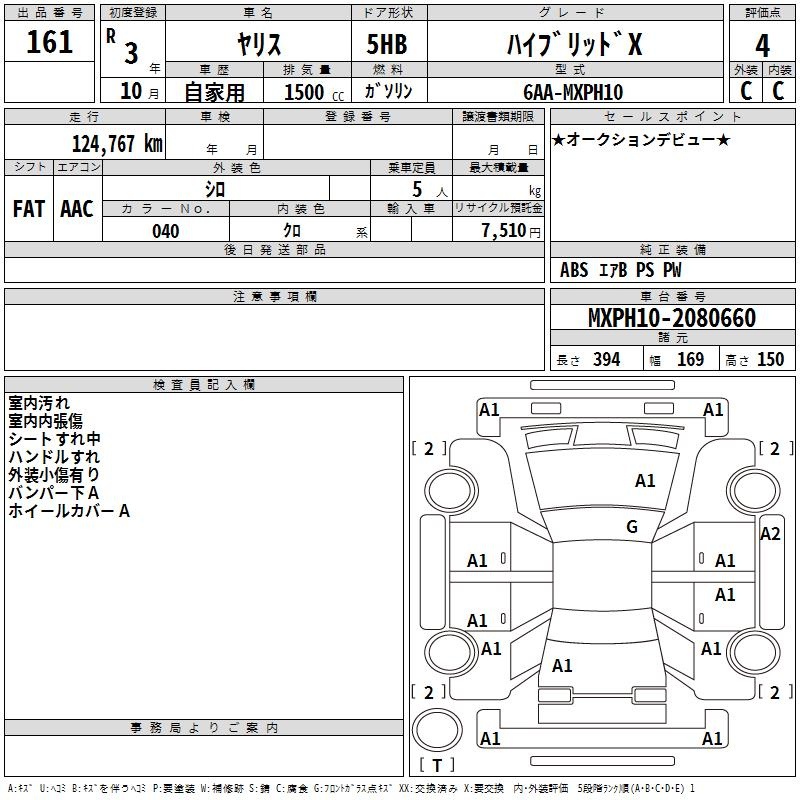 出品番号 初度登録 車名 ドア形状 グレード 評価点
161 R 3 年 ヤリス 5HB ﾊｲﾌﾞﾘｯﾄﾞX 4
車歴 排気量 燃料 型式 外装 内装
10 月 自家用 1500 CC ｶﾞｿﾘﾝ 6AA-MXPH10 C C
走行 車検 登録番号 譲渡書類期限 セールスポイント
124,767 km 年 月 月 日 ★オークションデビュー★
シフト エアコン 外装色 乗車定員 最大積載量
FAT AAC ｼﾛ 5 人 kg
カラーNo. 内装色 輸入車 リサイクル預託金
040 ｸﾛ 系 7,510 円
後日発送部品 純正装備
ABS ｴｱB PS PW
注意事項欄 車台番号
MXPH10-2080660
諸元
長さ 394 幅 169 高さ 150
検査員記入欄
室内汚れ
室内内張傷
シートすれ中
ハンドルすれ
外装小傷有り
バンパー下A
ホイールカバーA
A1 A1
[ 2 ] [ 2 ]
A1
G
A2
A1 A1
A1
A1
A1 A1
A1
[ 2 ] [ 2 ]
A1 A1
[ T ]
事務局よりご案内
A:ｷｽﾞ U:ﾍｺﾐ B:ｷｽﾞを伴うﾍｺﾐ P:要塗装 W:補修跡 S:錆 C:腐食 G:ﾌﾛﾝﾄｶﾞﾗｽ点ｷｽﾞ XX:交換済み X:要交換 内・外装評価 5段階ﾗﾝｸ順(A・B・C・D・E) 1